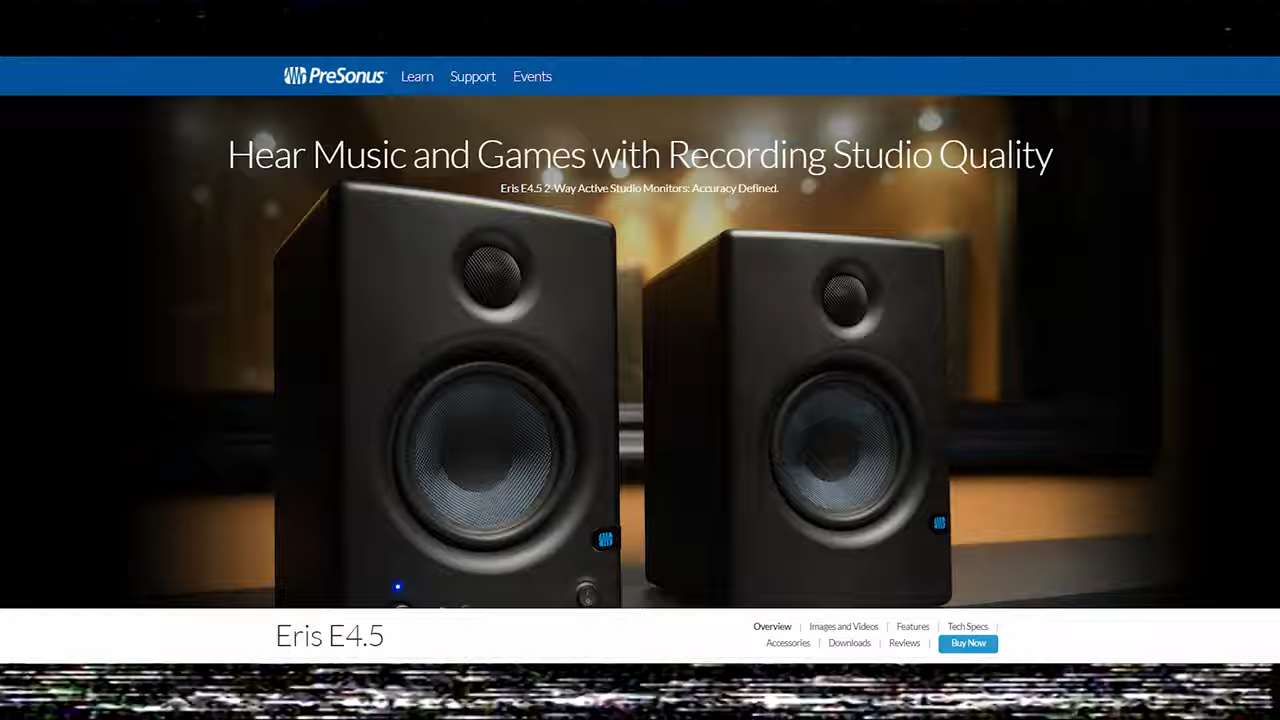 PreSonus Learn Support Events
Hear Music and Games with Recording Studio Quality
Eris E4.5 2-Way Active Studio Monitors: Accuracy Defined.
Eris E4.5
Overview | Images and Videos | Features | Tech Specs |
Accessories | Downloads | Reviews | Buy Now